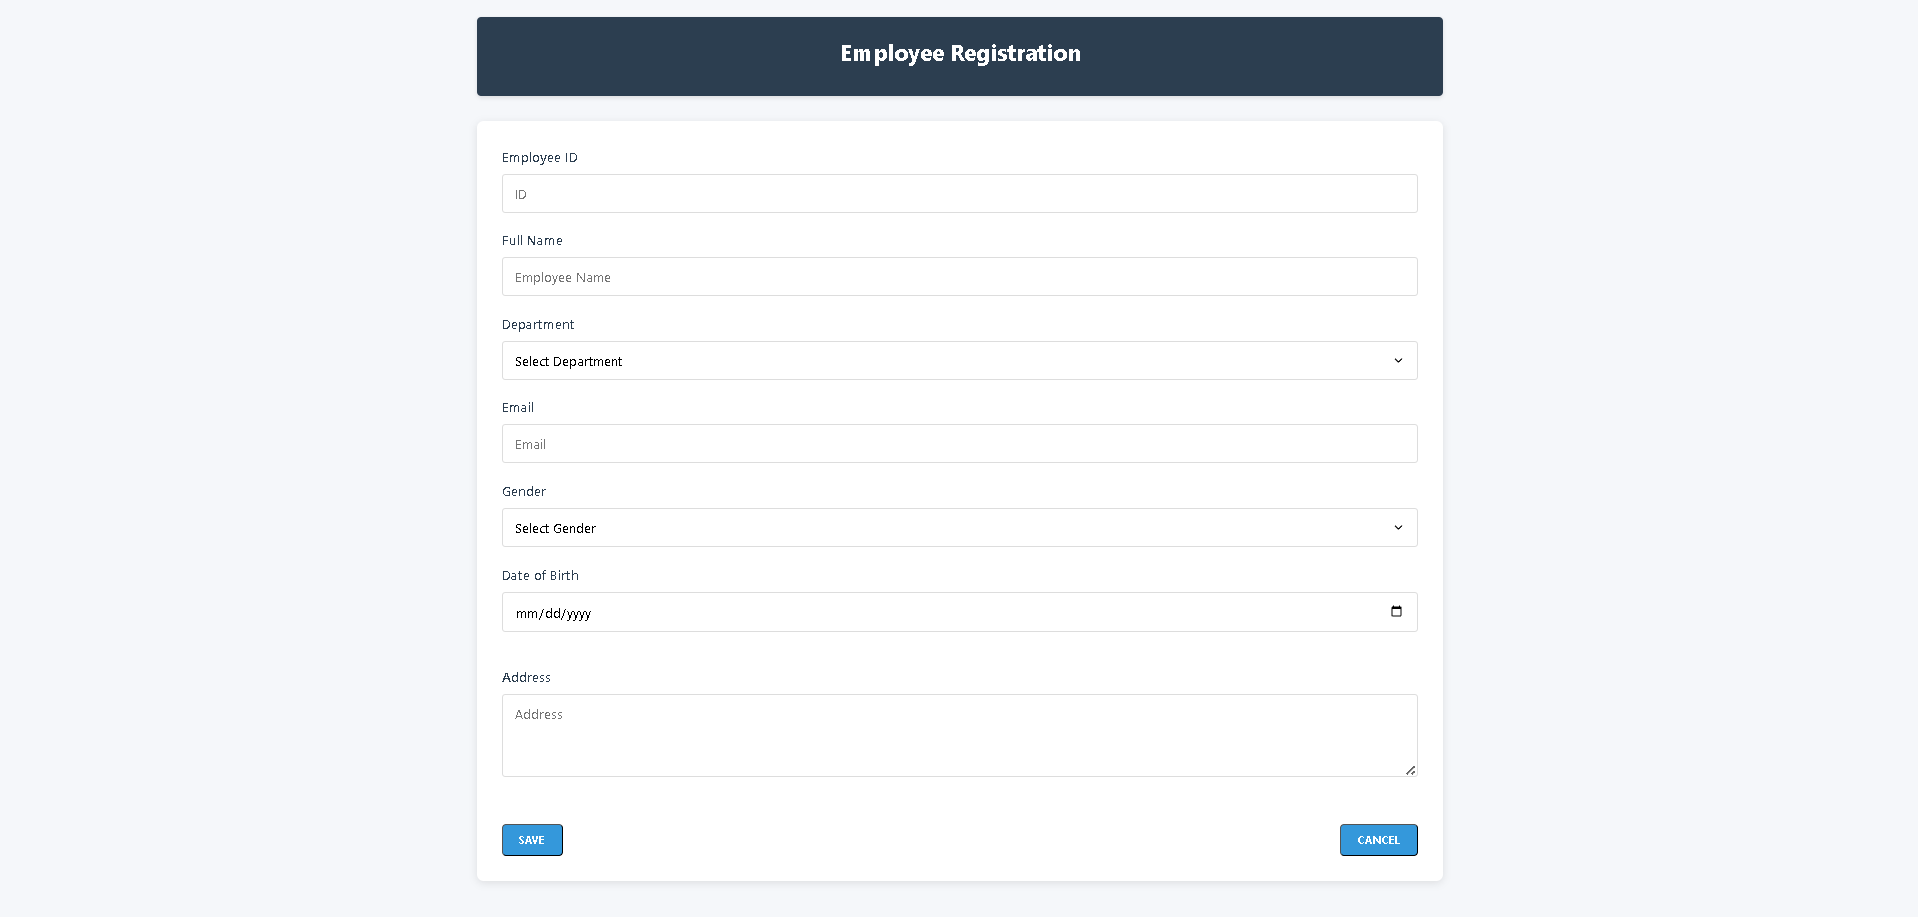 Employee Registration
Employee ID
ID
Full Name
Employee Name
Department
Select Department
Email
Email
Gender
Select Gender
Date of Birth
mm/dd/yyyy
Address
Address
SAVE
CANCEL